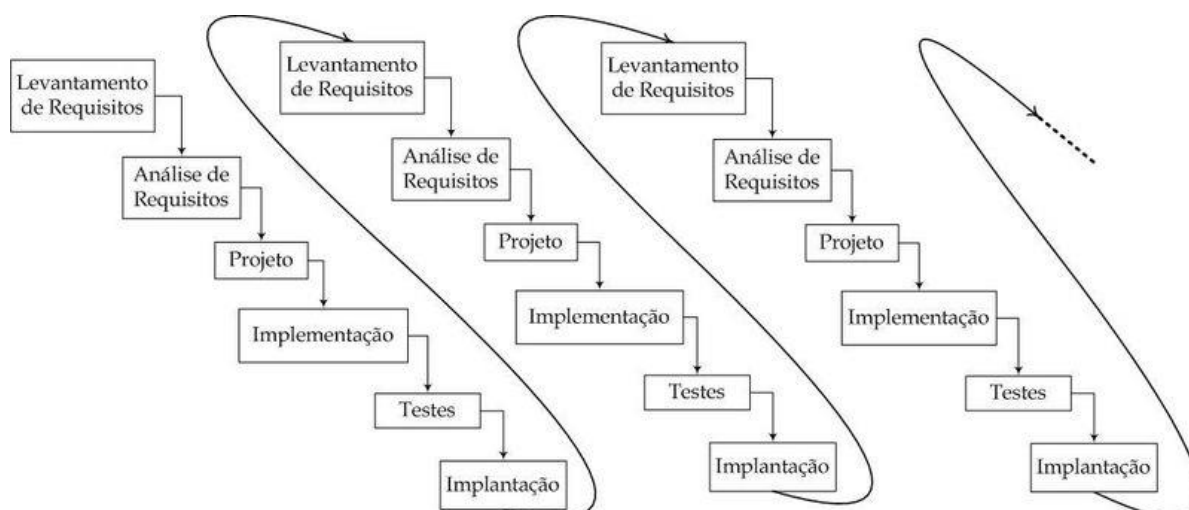 Levantamento
de Requisitos
Análise de
Requisitos
Projeto
Implementação
Testes
Implantação
Levantamento
de Requisitos
Análise de
Requisitos
Projeto
Implementação
Testes
Implantação
Levantamento
de Requisitos
Análise de
Requisitos
Projeto
Implementação
Testes
Implantação